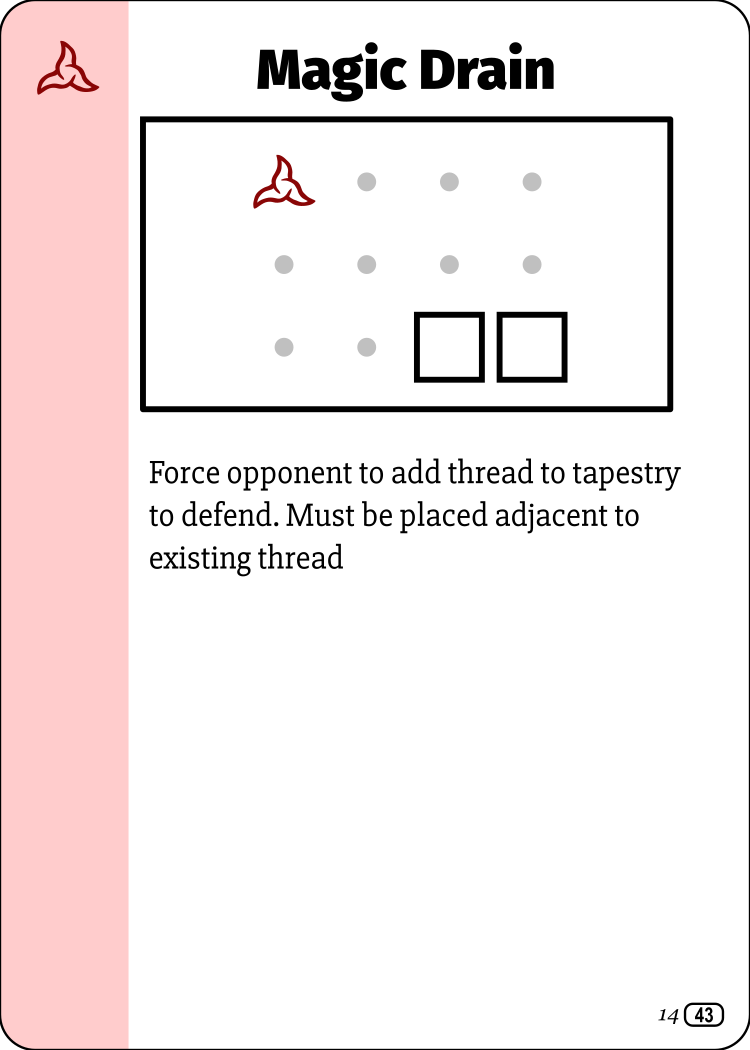 Magic Drain
Force opponent to add thread to tapestry
to defend. Must be placed adjacent to
existing thread
14 43